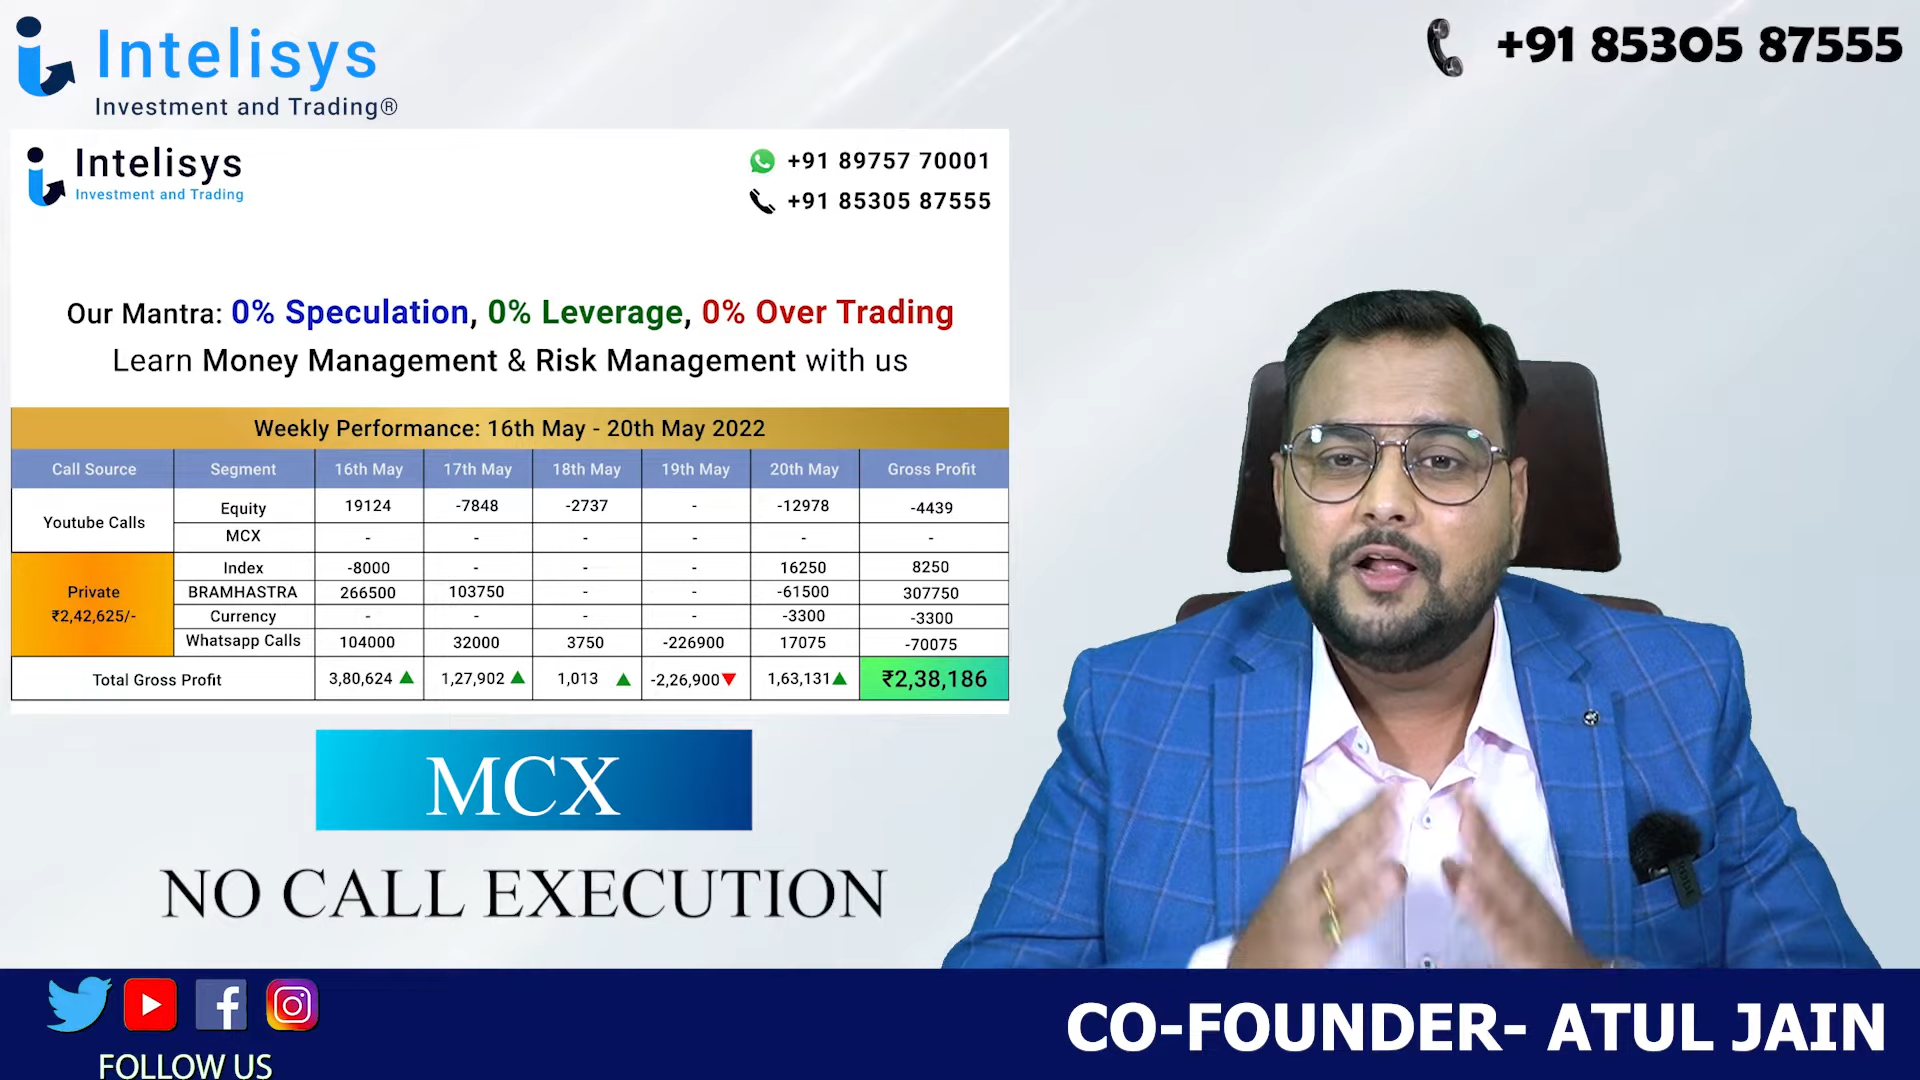 Intelisys
Investment and Trading®
+91 85305 87555
Intelisys
Investment and Trading
+91 89757 70001
+91 85305 87555
Our Mantra: 0% Speculation, 0% Leverage, 0% Over Trading
Learn Money Management & Risk Management with us
Weekly Performance: 16th May - 20th May 2022
Call Source Segment 16th May 17th May 18th May 19th May 20th May Gross Profit
Youtube Calls
Equity 19124 -7848 -2737 - -12978 -4439
MCX - - - - - -
Private
₹2,42,625/-
Index -8000 - - - 16250 8250
BRAMHASTRA 266500 103750 - - -61500 307750
Currency - - - - -3300 -3300
Whatsapp Calls 104000 32000 3750 -226900 17075 -70075
Total Gross Profit 3,80,624 1,27,902 1,013 -2,26,900 1,63,131 ₹2,38,186
MCX
NO CALL EXECUTION
FOLLOW US
CO-FOUNDER- ATUL JAIN